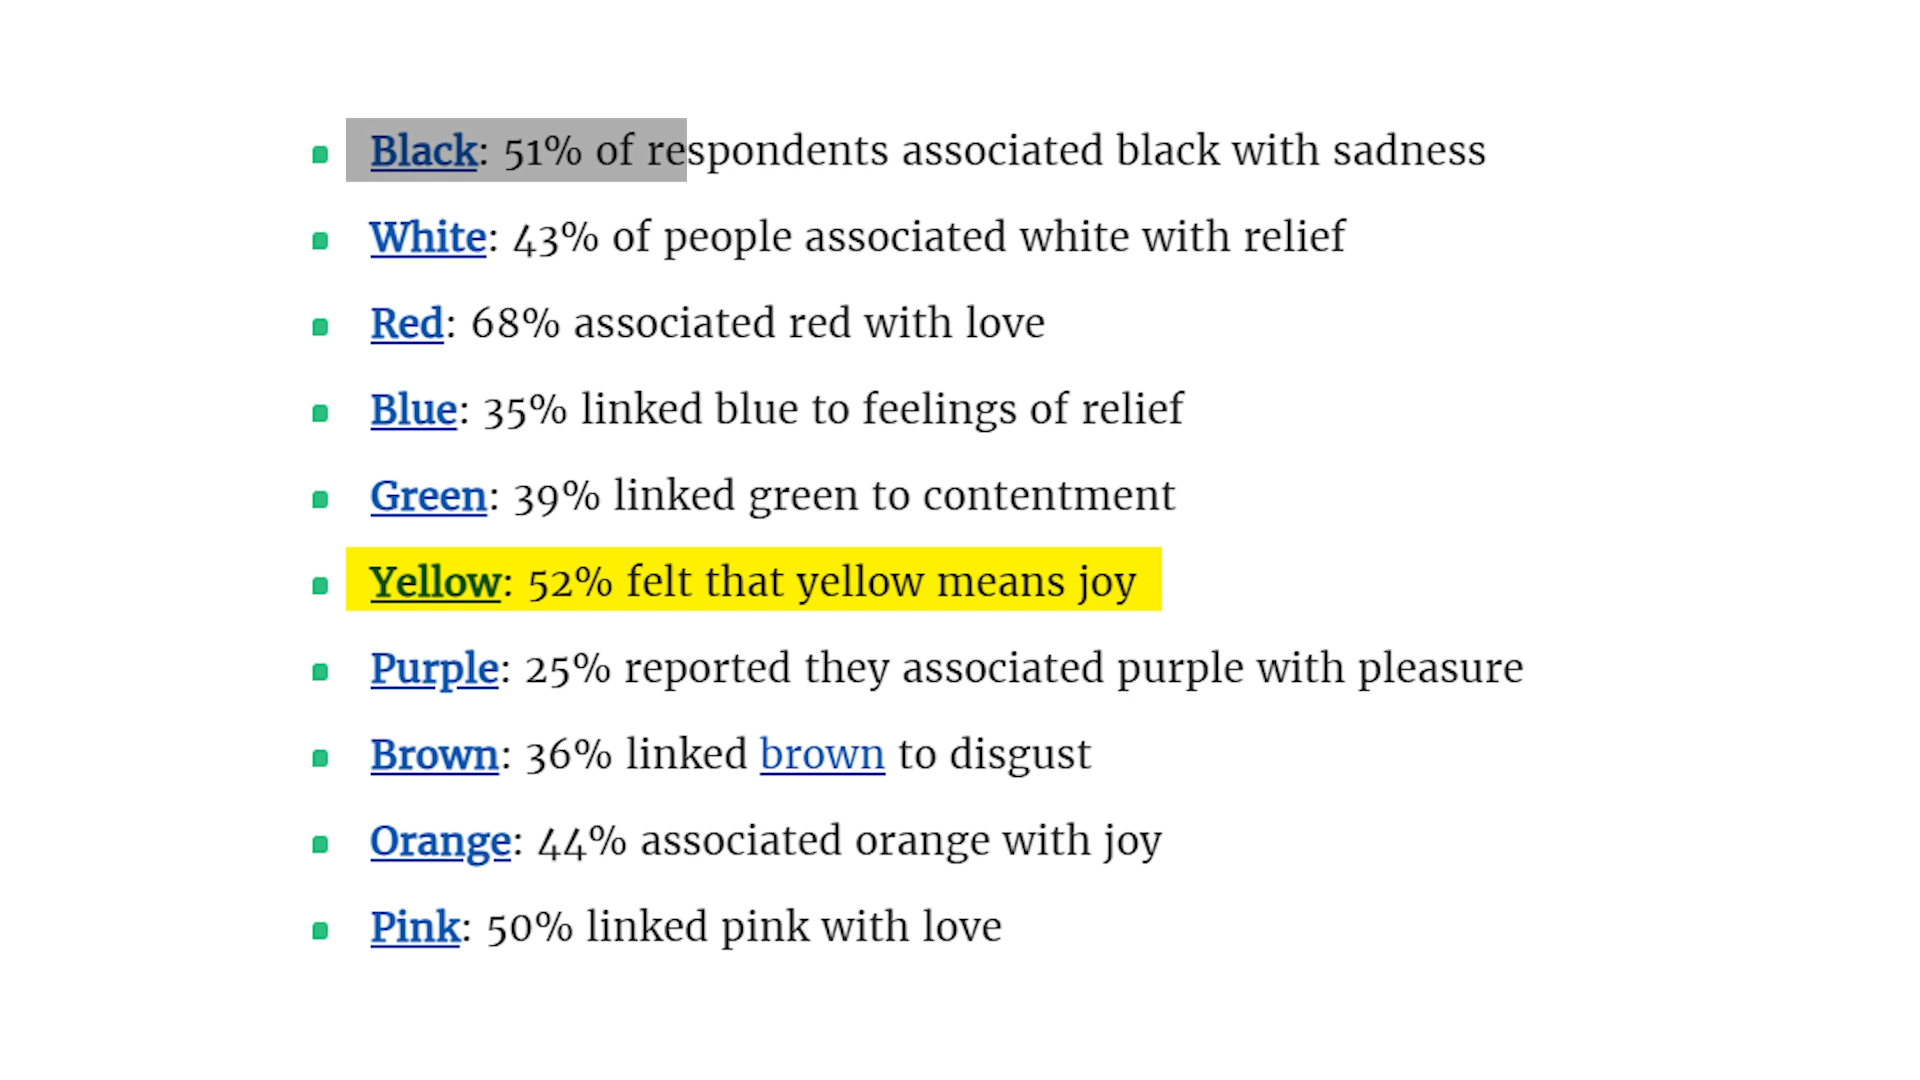 Black: 51% of respondents associated black with sadness
White: 43% of people associated white with relief
Red: 68% associated red with love
Blue: 35% linked blue to feelings of relief
Green: 39% linked green to contentment
Yellow: 52% felt that yellow means joy
Purple: 25% reported they associated purple with pleasure
Brown: 36% linked brown to disgust
Orange: 44% associated orange with joy
Pink: 50% linked pink with love